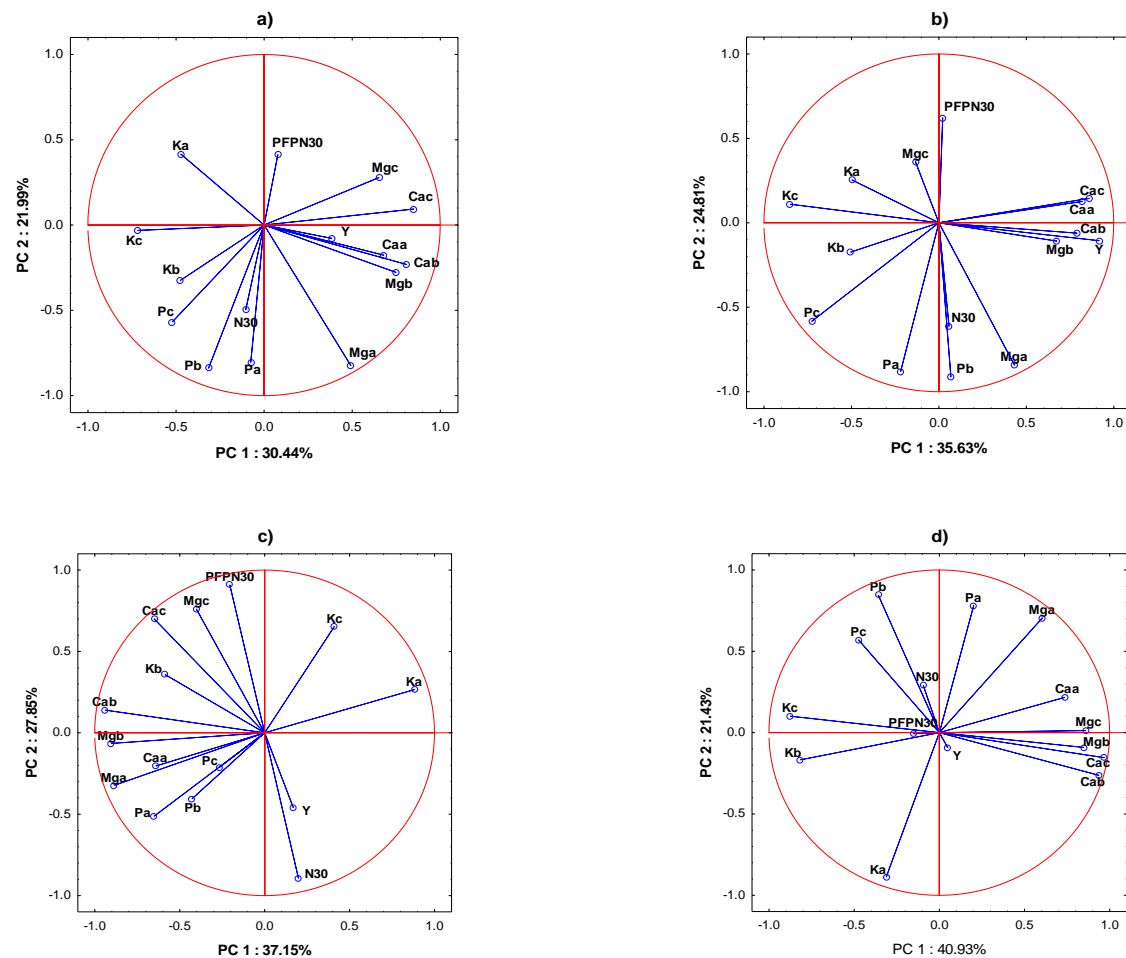 a)
1.0
0.5
0.0
-0.5
-1.0
PC 2 : 21.99%
Ka
PFPN30
Mgc
Cac
Kc
Y
Caa
Cab
Mgb
Kb
Pc
N30
Pb
Pa
Mga
-1.0 -0.5 0.0 0.5 1.0
PC 1 : 30.44%
b)
1.0
0.5
0.0
-0.5
-1.0
PC 2 : 24.81%
PFPN30
Mgc
Ka
Kc
Cac
Caa
Cab
Kb
Mgb Y
Pc
N30
Pa
Pb
Mga
-1.0 -0.5 0.0 0.5 1.0
PC 1 : 35.63%
c)
1.0
0.5
0.0
-0.5
-1.0
PC 2 : 27.85%
PFPN30
Mgc
Cac
Kc
Kb
Ka
Cab
Mgb
Caa
Pc
Mga
Pa
Pb
Y
N30
-1.0 -0.5 0.0 0.5 1.0
PC 1 : 37.15%
d)
1.0
0.5
0.0
-0.5
-1.0
PC 2 : 21.43%
Pb
Pa
Mga
Pc
N30
Caa
Kc
PFPN30
Mgc
Mgb
Kb
Y
Cac
Cab
Ka
-1.0 -0.5 0.0 0.5 1.0
PC 1 : 40.93%